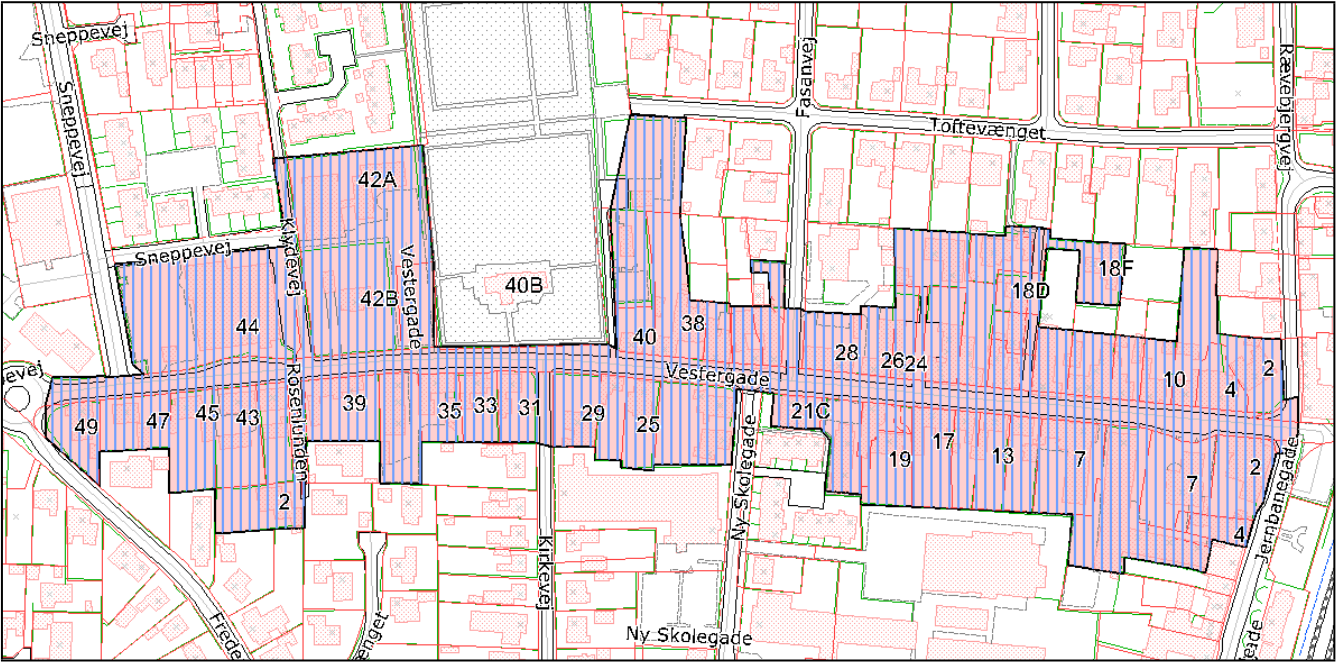 Sneppevej
Sneppevej
Fasanvej
Toftevænget
Rævebjergvej
42A
Klydevej
Sneppevej
Vestergade
42B
40B
18F
18D
44
40
38
28
26
24
10
4
2
Vestergade
Rosenlunden
49
47
45
43
39
35
33
31
29
25
21C
19
17
13
7
7
2
4
2
Ny Skolegade
Jernbanegade
Kirkevej
Ny Skolegade
Frede
ænget